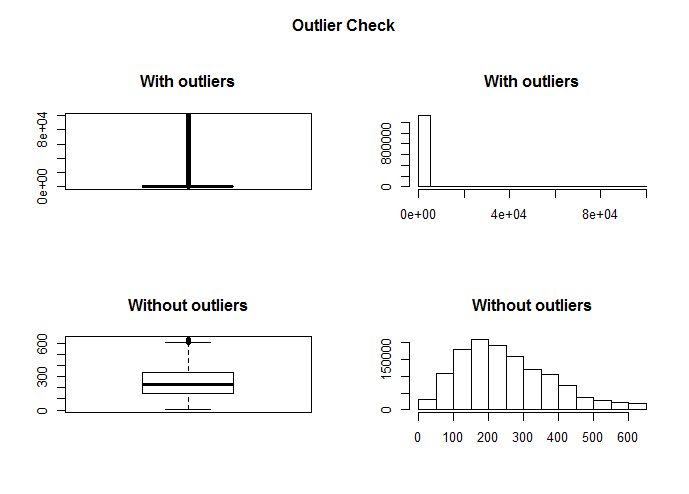 Outlier Check
With outliers
With outliers
8e+04
0e+00
800000
0
0e+00 4e+04 8e+04
Without outliers
Without outliers
600
300
0
150000
0
0 100 200 300 400 500 600